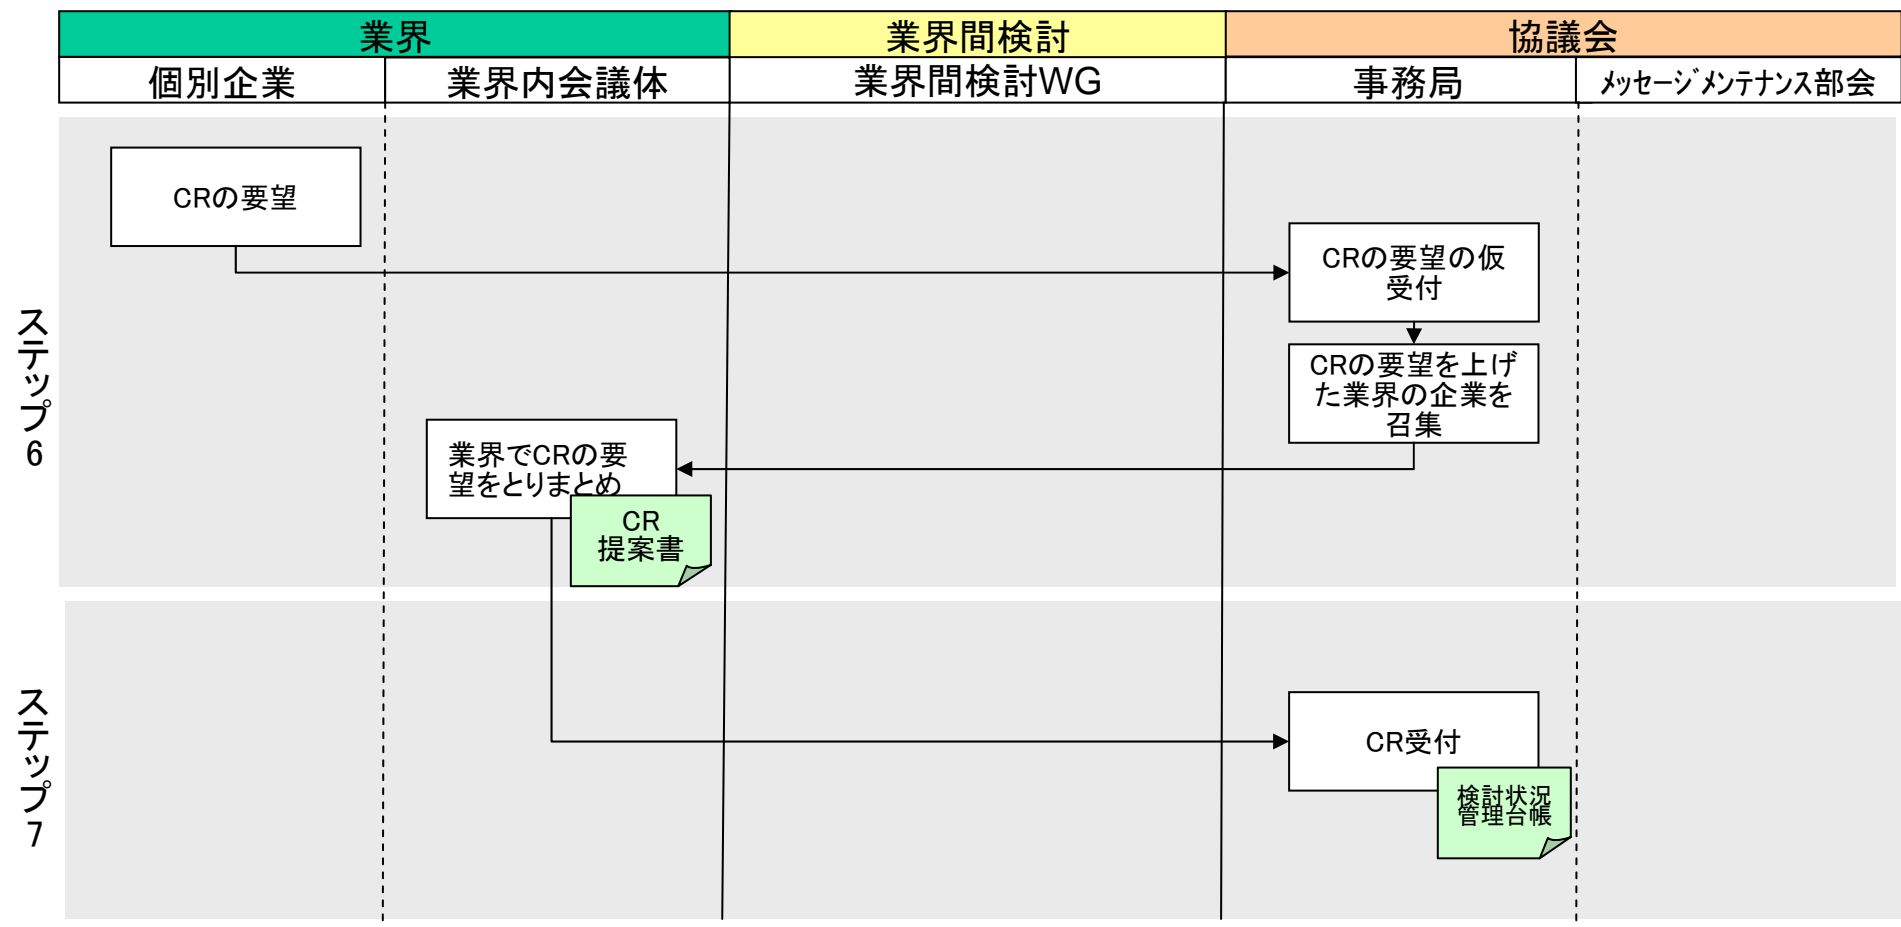 業界
業界間検討
協議会
個別企業
業界内会議体
業界間検討WG
事務局
メッセージメンテナンス部会
ステップ6
CRの要望
CRの要望の仮
受付
CRの要望を上げ
た業界の企業を
召集
業界でCRの要
望をとりまとめ
CR
提案書
ステップ7
CR受付
検討状況
管理台帳